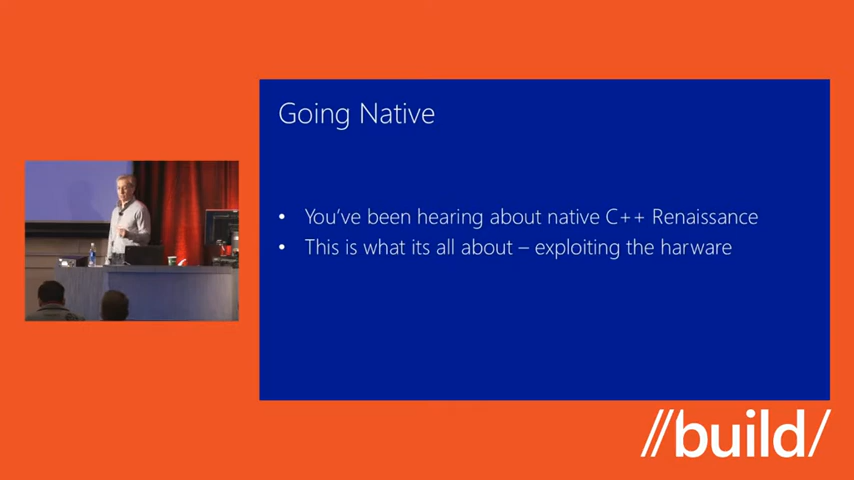 Going Native
• You've been hearing about native C++ Renaissance
• This is what its all about – exploiting the harware
//build/